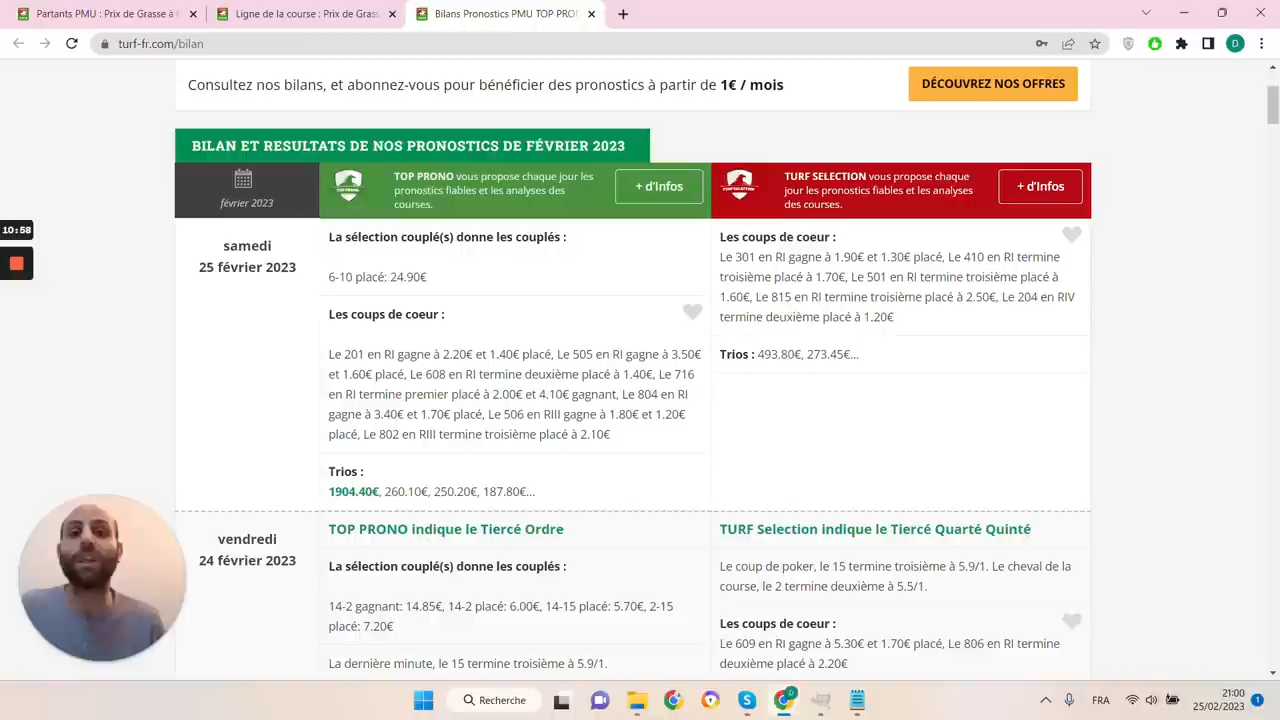 Partants PMU : Prix de Grasse à
Ligne de la course : Prix de Grass
Bilans Pronostics PMU TOP PRO
turf-fr.com/bilan
D
Consultez nos bilans, et abonnez-vous pour bénéficier des pronostics à partir de 1€ / mois
DÉCOUVREZ NOS OFFRES
BILAN ET RESULTATS DE NOS PRONOSTICS DE FÉVRIER 2023
février 2023
TOP PRONO
TOP PRONO vous propose chaque jour les
pronostics fiables et les analyses des
courses.
+ d'Infos
TURF SELECTION
TURF SELECTION vous propose chaque
jour les pronostics fiables et les analyses
des courses.
+ d'Infos
10:58
samedi
25 février 2023
La sélection couplé(s) donne les couplés :
6-10 placé: 24.90€
Les coups de coeur :
Le 201 en RI gagne à 2.20€ et 1.40€ placé, Le 505 en RI gagne à 3.50€
et 1.60€ placé, Le 608 en RI termine deuxième placé à 1.40€, Le 716
en RI termine premier placé à 2.00€ et 4.10€ gagnant, Le 804 en RI
gagne à 3.40€ et 1.70€ placé, Le 506 en RIII gagne à 1.80€ et 1.20€
placé, Le 802 en RIII termine troisième placé à 2.10€
Trios :
1904.40€, 260.10€, 250.20€, 187.80€...
Les coups de coeur :
Le 301 en RI gagne à 1.90€ et 1.30€ placé, Le 410 en RI termine
troisième placé à 1.70€, Le 501 en RI termine troisième placé à
1.60€, Le 815 en RI termine troisième placé à 2.50€, Le 204 en RIV
termine deuxième placé à 1.20€
Trios : 493.80€, 273.45€...
vendredi
24 février 2023
TOP PRONO indique le Tiercé Ordre
La sélection couplé(s) donne les couplés :
14-2 gagnant: 14.85€, 14-2 placé: 6.00€, 14-15 placé: 5.70€, 2-15
placé: 7.20€
La dernière minute, le 15 termine troisième à 5.9/1.
TURF Selection indique le Tiercé Quarté Quinté
Le coup de poker, le 15 termine troisième à 5.9/1. Le cheval de la
course, le 2 termine deuxième à 5.5/1.
Les coups de coeur :
Le 609 en RI gagne à 5.30€ et 1.70€ placé, Le 806 en RI termine
deuxième placé à 2.20€
Recherche
FRA
21:00
25/02/2023
1